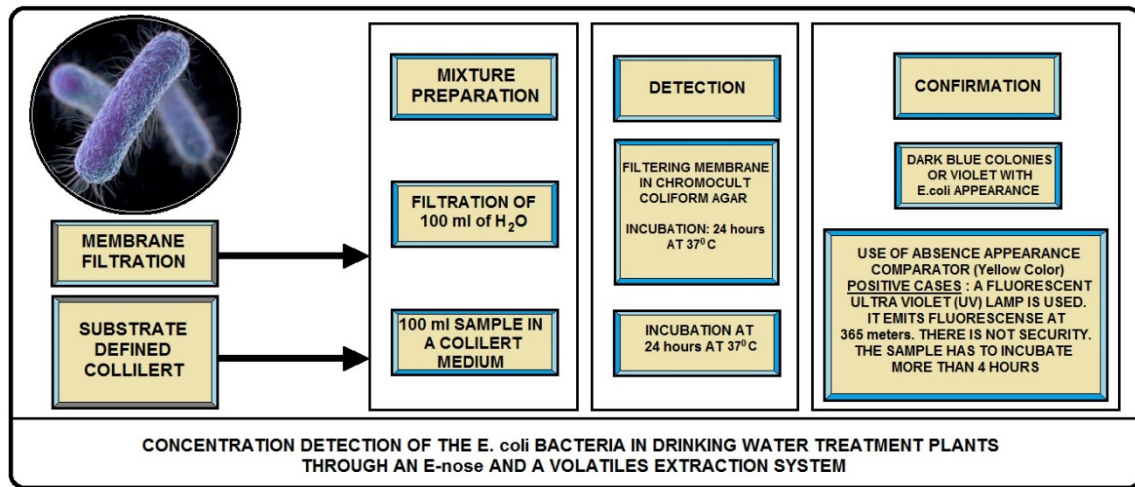 MIXTURE
PREPARATION
DETECTION
CONFIRMATION
MEMBRANE
FILTRATION
FILTRATION OF
100 ml of H₂O
FILTERING MEMBRANE
IN CHROMOCULT
COLIFORM AGAR
INCUBATION: 24 hours
AT 37⁰C
DARK BLUE COLONIES
OR VIOLET WITH
E.coli APPEARANCE
SUBSTRATE
DEFINED
COLLILERT
100 ml SAMPLE IN
A COLILERT
MEDIUM
INCUBATION AT
24 hours AT 37⁰C
USE OF ABSENCE APPEARANCE
COMPARATOR (Yellow Color)
POSITIVE CASES : A FLUORESCENT
ULTRA VIOLET (UV) LAMP IS USED.
IT EMITS FLUORESCENSE AT
365 meters. THERE IS NOT SECURITY.
THE SAMPLE HAS TO INCUBATE
MORE THAN 4 HOURS
CONCENTRATION DETECTION OF THE E. coli BACTERIA IN DRINKING WATER TREATMENT PLANTS
THROUGH AN E-nose AND A VOLATILES EXTRACTION SYSTEM